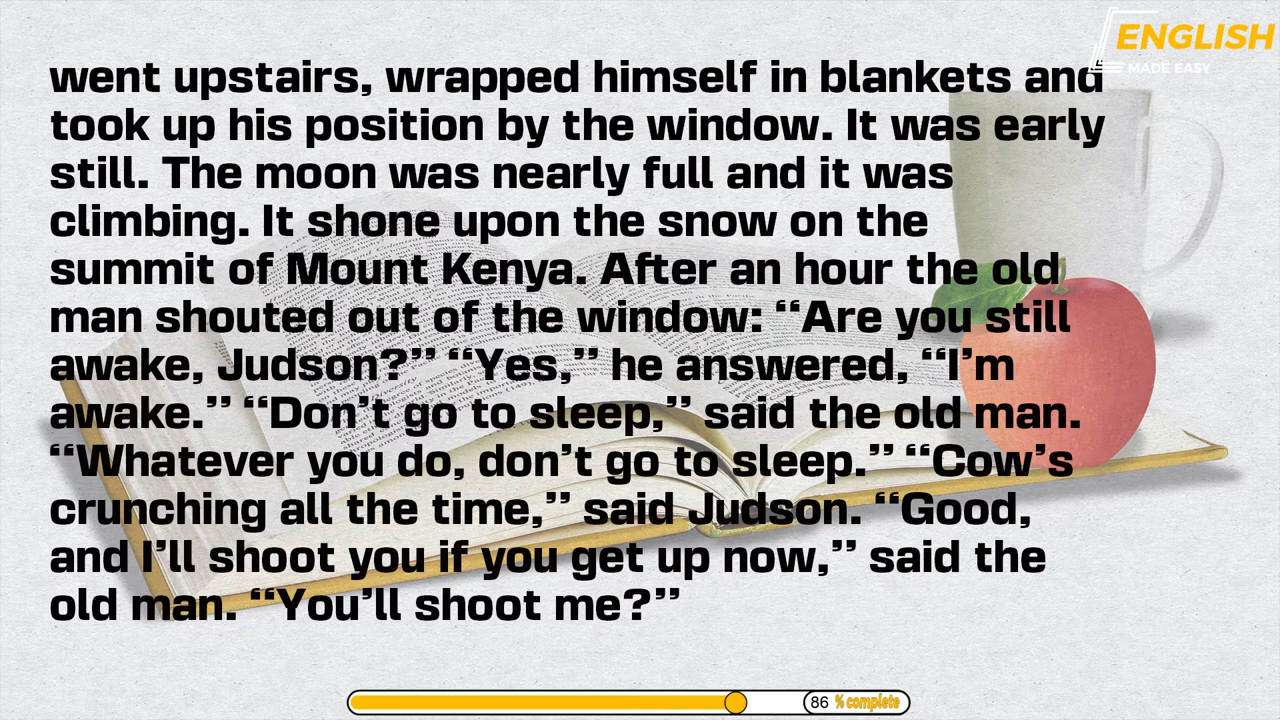 ENGLISH
MADE EASY
went upstairs, wrapped himself in blankets and
took up his position by the window. It was early
still. The moon was nearly full and it was
climbing. It shone upon the snow on the
summit of Mount Kenya. After an hour the old
man shouted out of the window: “Are you still
awake, Judson?” “Yes,” he answered, “I’m
awake.” “Don’t go to sleep,” said the old man.
“Whatever you do, don’t go to sleep.” “Cow’s
crunching all the time,” said Judson. “Good,
and I’ll shoot you if you get up now,” said the
old man. “You’ll shoot me?”
86 % complete